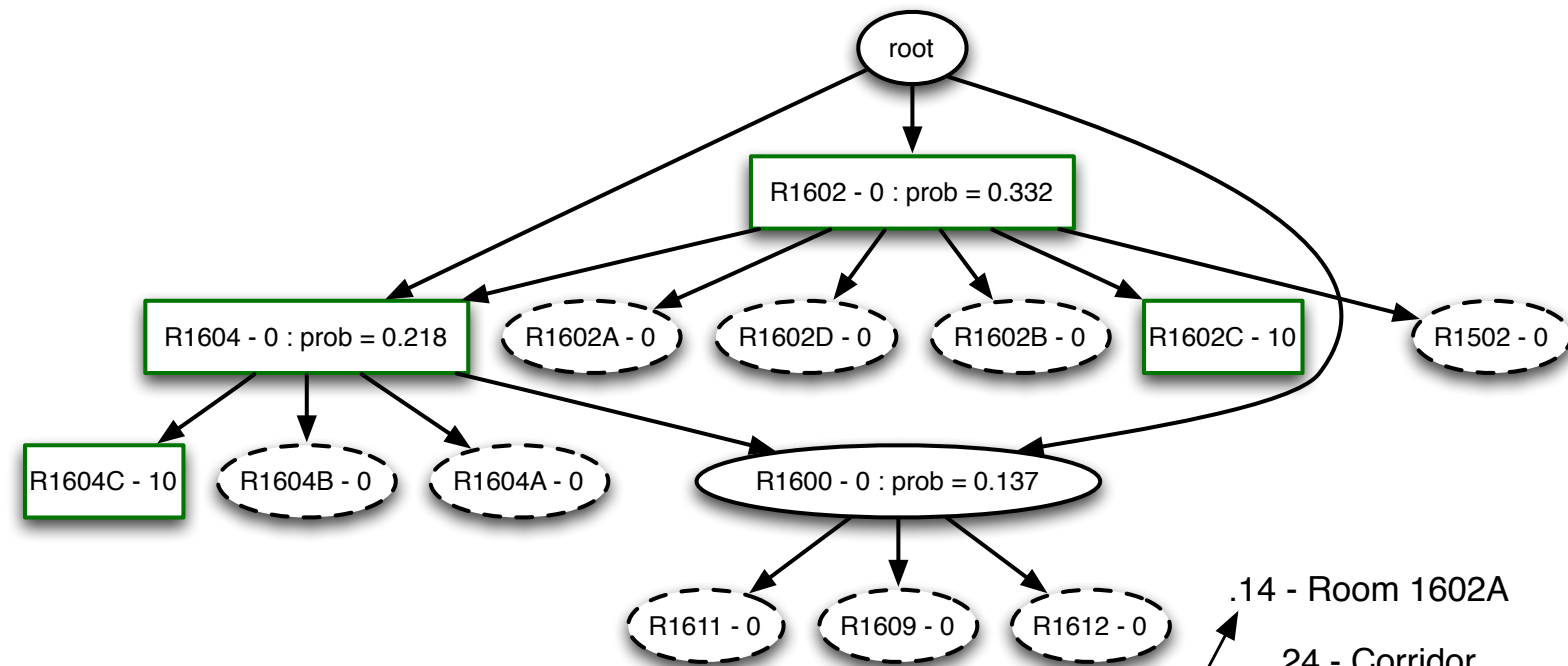 root
R1602 - 0 : prob = 0.332
R1604 - 0 : prob = 0.218
R1602A - 0
R1602D - 0
R1602B - 0
R1602C - 10
R1502 - 0
R1604C - 10
R1604B - 0
R1604A - 0
R1600 - 0 : prob = 0.137
R1611 - 0
R1609 - 0
R1612 - 0
.14 - Room 1602A
24 - Corridor